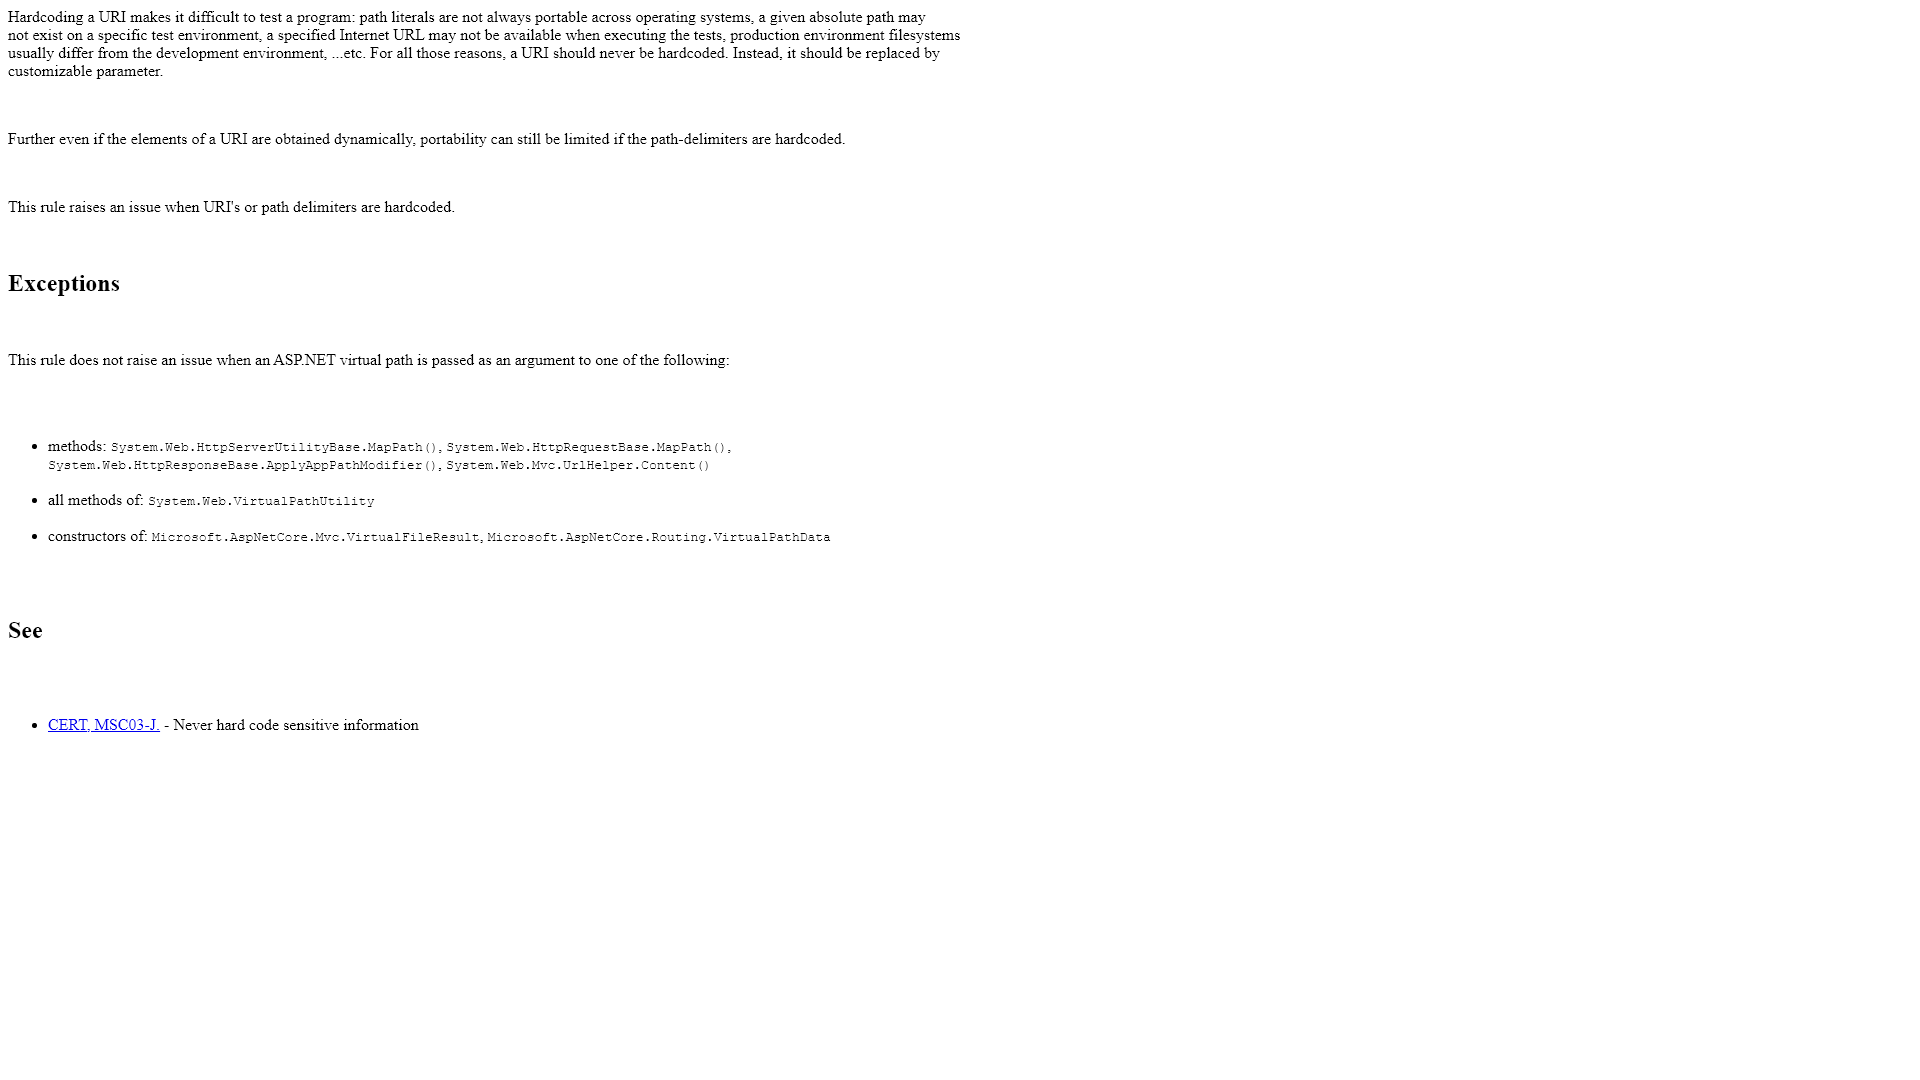 Hardcoding a URI makes it difficult to test a program: path literals are not always portable across operating systems, a given absolute path may
not exist on a specific test environment, a specified Internet URL may not be available when executing the tests, production environment filesystems
usually differ from the development environment, ...etc. For all those reasons, a URI should never be hardcoded. Instead, it should be replaced by
customizable parameter.
Further even if the elements of a URI are obtained dynamically, portability can still be limited if the path-delimiters are hardcoded.
This rule raises an issue when URI's or path delimiters are hardcoded.
Exceptions
This rule does not raise an issue when an ASP.NET virtual path is passed as an argument to one of the following:
• methods: System.Web.HttpServerUtilityBase.MapPath(), System.Web.HttpRequestBase.MapPath(),
System.Web.HttpResponseBase.ApplyAppPathModifier(), System.Web.Mvc.UrlHelper.Content()
• all methods of: System.Web.VirtualPathUtility
• constructors of: Microsoft.AspNetCore.Mvc.VirtualFileResult, Microsoft.AspNetCore.Routing.VirtualPathData
See
• CERT, MSC03-J. - Never hard code sensitive information